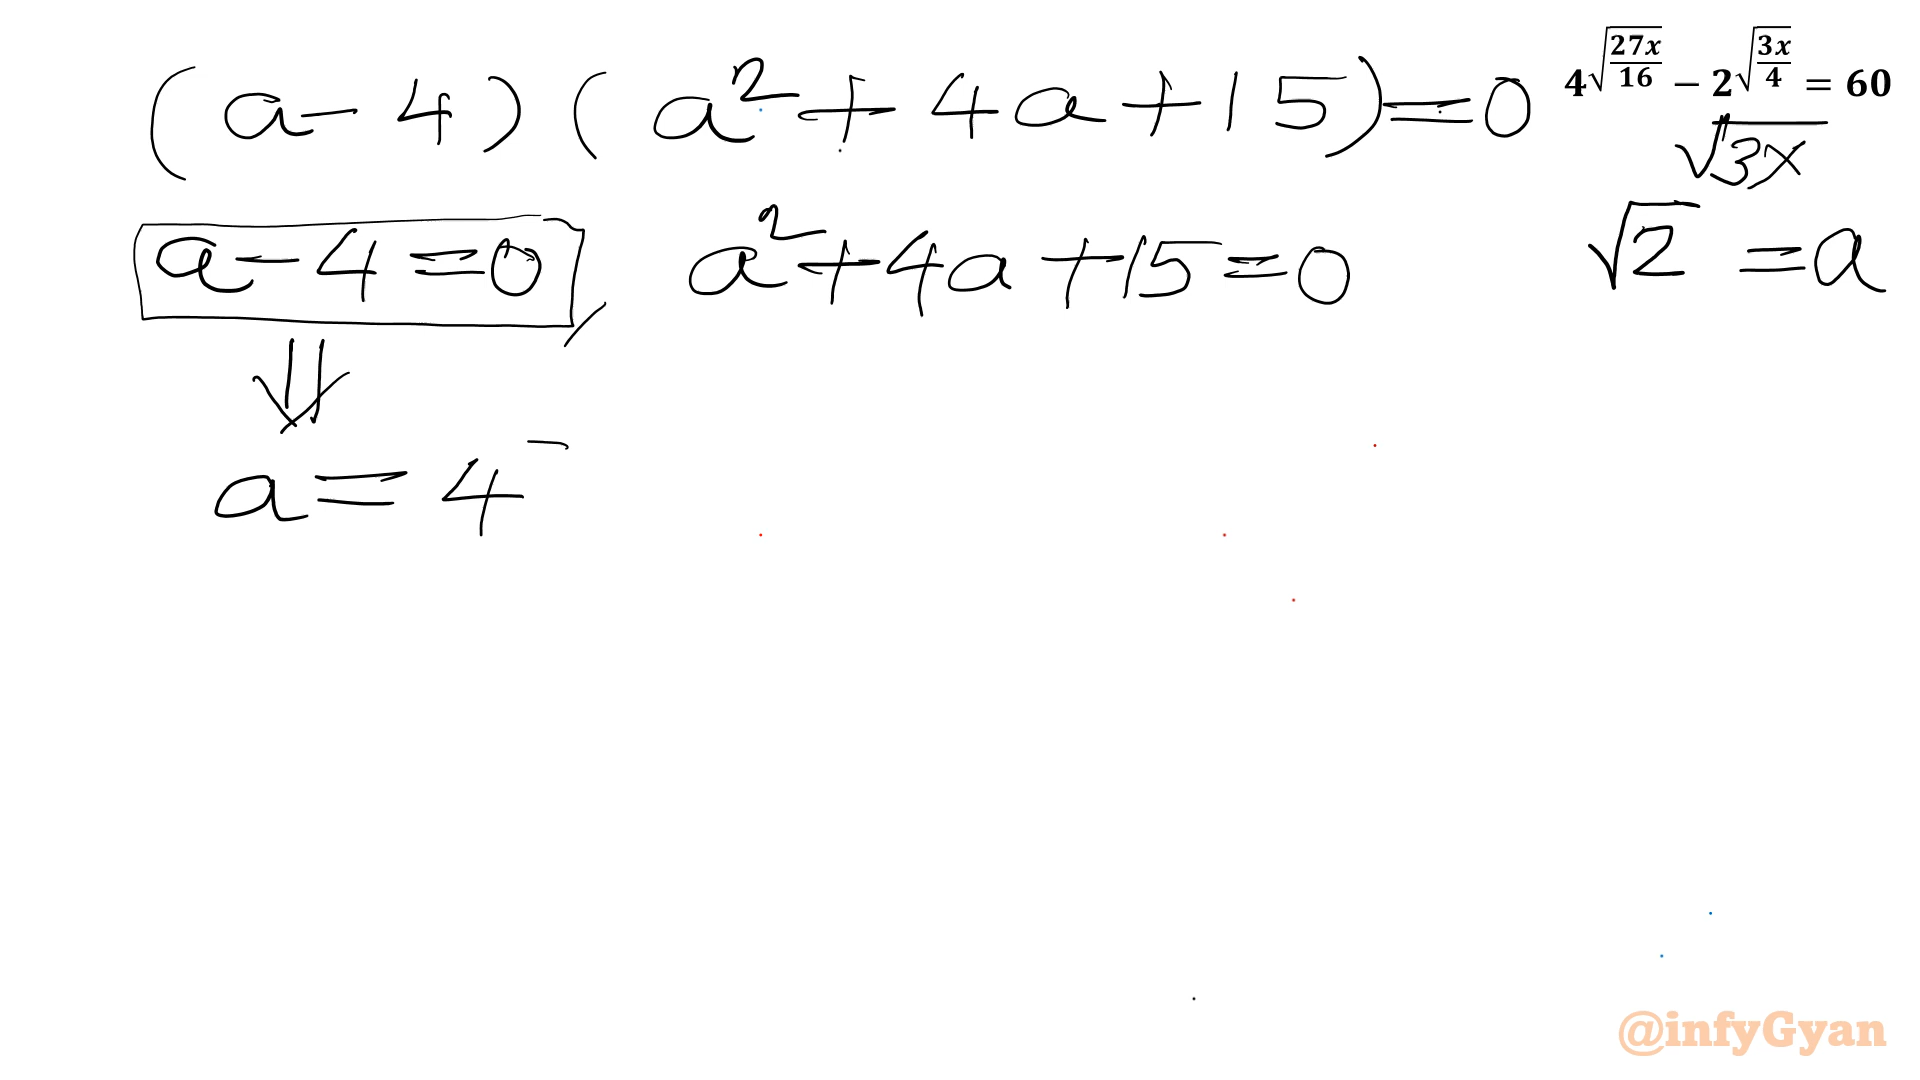 (a-4)(a²+4a+15)=0
4^√(27x/16) − 2^√(3x/4) = 60
√2^√(3x) = a
a-4=0, a²+4a+15=0
⇓
a=4
@infyGyan